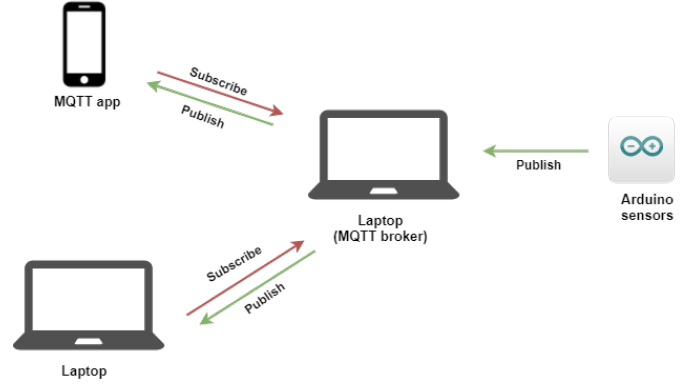 MQTT app
Subscribe
Publish
Laptop
(MQTT broker)
Publish
Arduino
sensors
Subscribe
Publish
Laptop